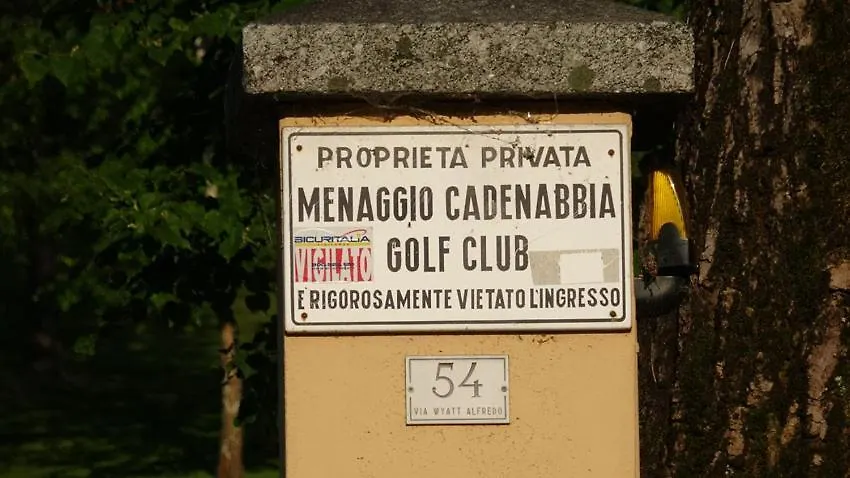 PROPRIETA PRIVATA
MENAGGIO CADENABBIA
GOLF CLUB
SICURITALIA
VIGILATO
E RIGOROSAMENTE VIETATO L'INGRESSO
54
VIA WYATT ALFREDO